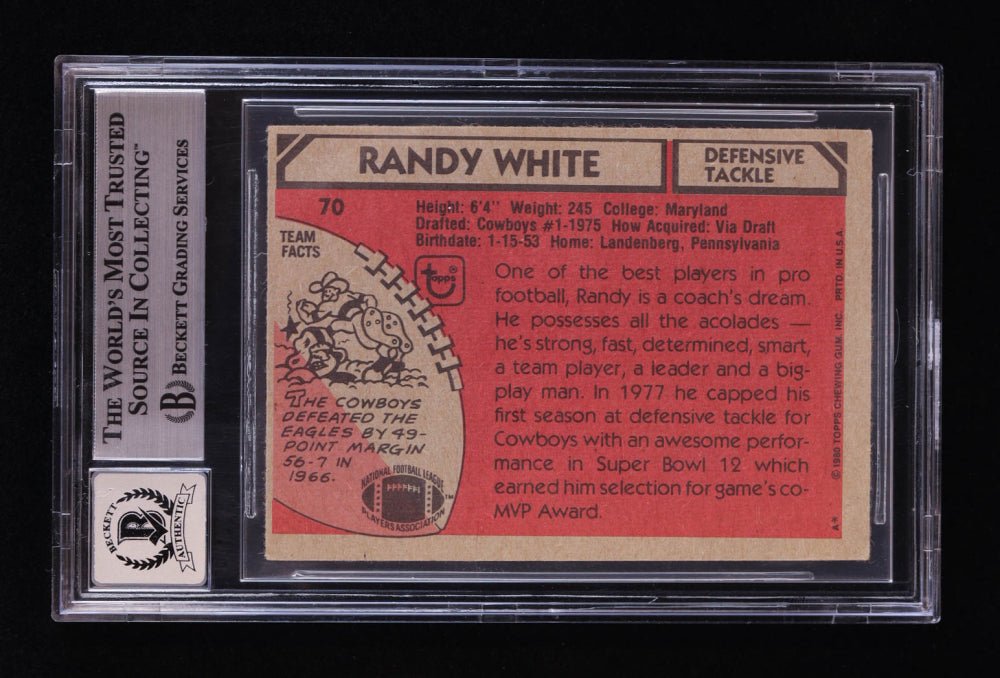 THE WORLD'S MOST TRUSTED
SOURCE IN COLLECTING™
BECKETT GRADING SERVICES
B
BECKETT
AUTHENTIC
RANDY WHITE
DEFENSIVE
TACKLE
70
Height: 6'4'' Weight: 245 College: Maryland
Drafted: Cowboys #1-1975 How Acquired: Via Draft
Birthdate: 1-15-53 Home: Landenberg, Pennsylvania
TEAM
FACTS
topps®
One of the best players in pro
football, Randy is a coach's dream.
He possesses all the acolades —
he's strong, fast, determined, smart,
a team player, a leader and a big-
play man. In 1977 he capped his
first season at defensive tackle for
Cowboys with an awesome perfor-
mance in Super Bowl 12 which
earned him selection for game's co-
MVP Award.
THE COWBOYS
DEFEATED THE
EAGLES BY 49-
POINT MARGIN
56-7 IN
1966.
NATIONAL FOOTBALL LEAGUE
PLAYERS ASSOCIATION
™
© 1980 TOPPS CHEWING GUM, INC. PRTD. IN U.S.A.
A*